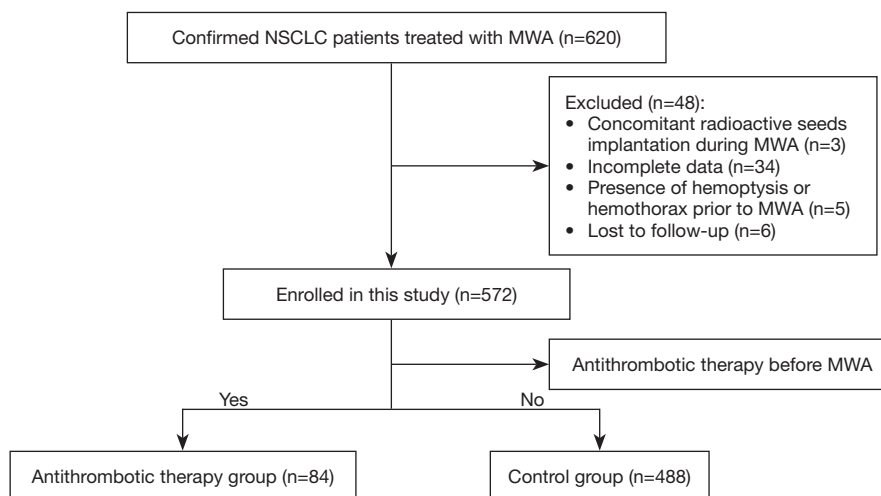 Confirmed NSCLC patients treated with MWA (n=620)
Excluded (n=48):
• Concomitant radioactive seeds
implantation during MWA (n=3)
• Incomplete data (n=34)
• Presence of hemoptysis or
hemothorax prior to MWA (n=5)
• Lost to follow-up (n=6)
Enrolled in this study (n=572)
Antithrombotic therapy before MWA
Yes
No
Antithrombotic therapy group (n=84)
Control group (n=488)